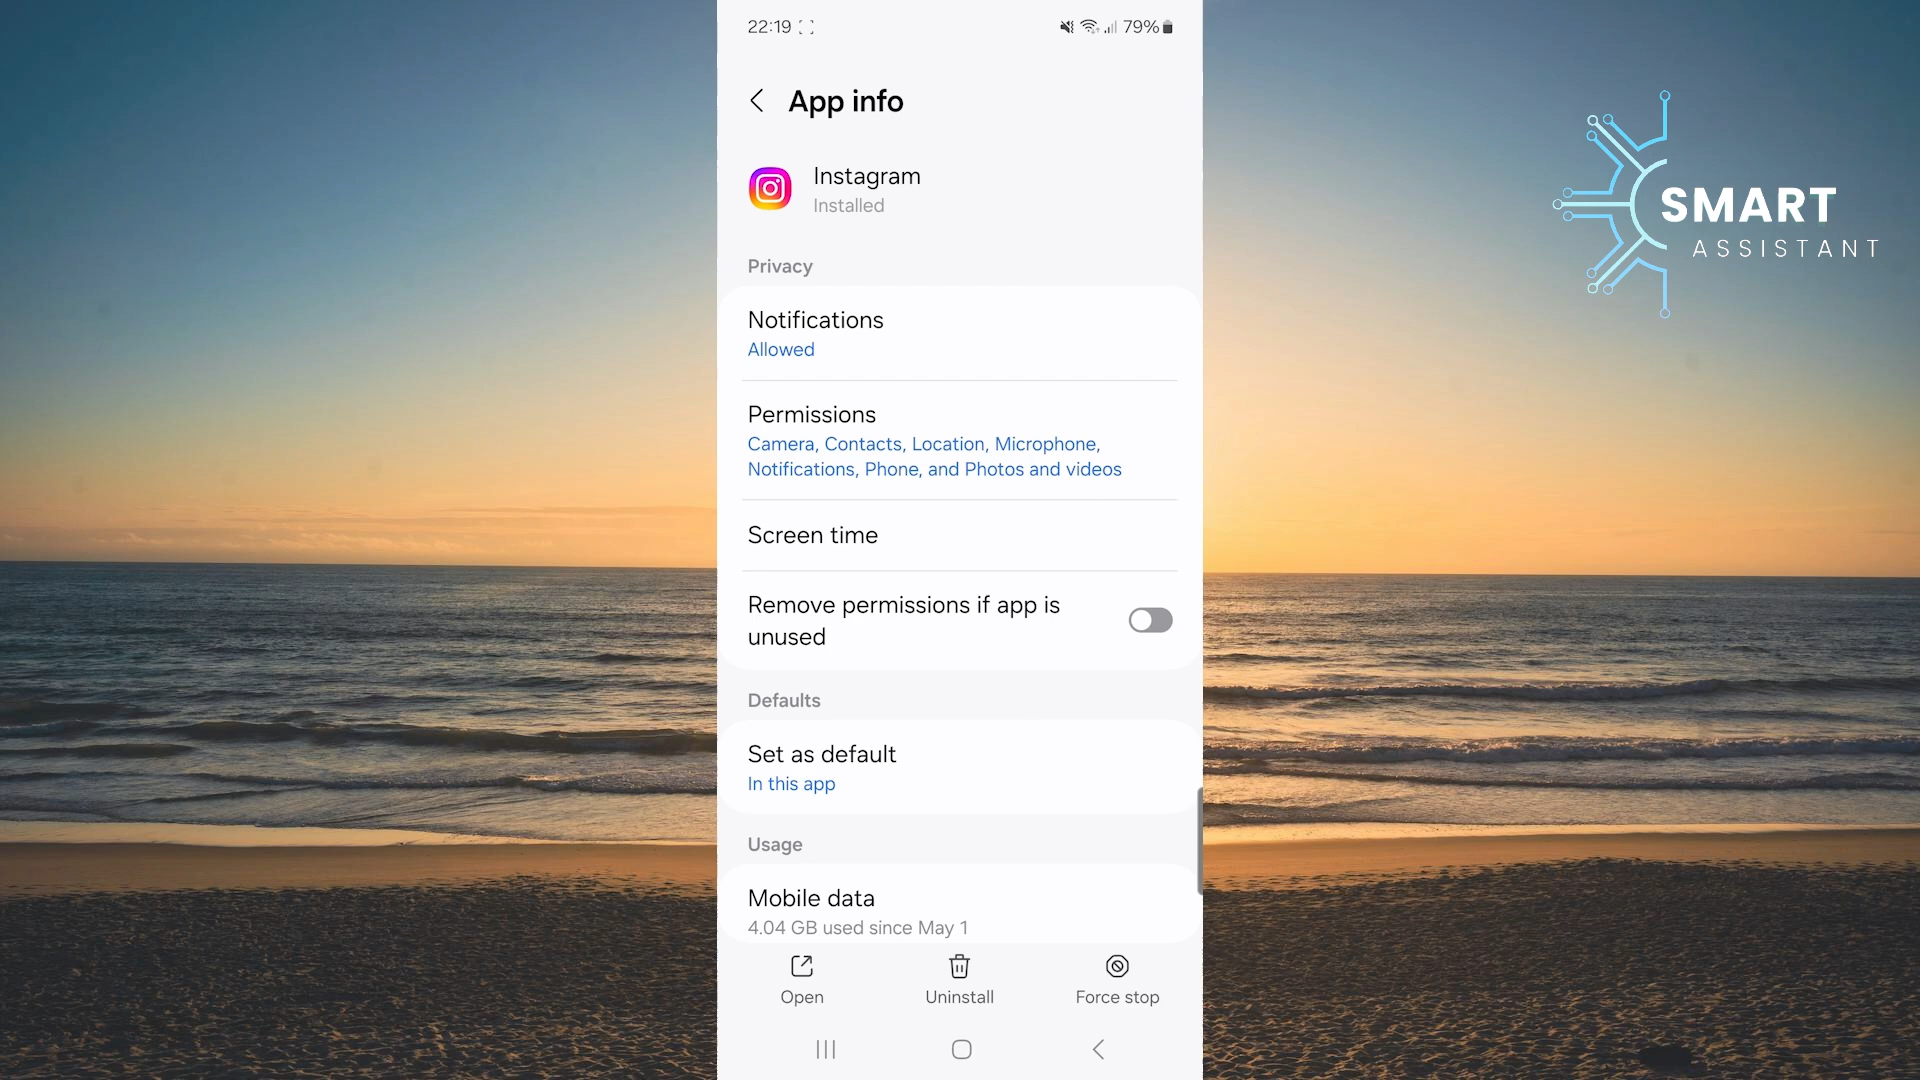 22:19
79%
App info
Instagram
Installed
SMART
ASSISTANT
Privacy
Notifications
Allowed
Permissions
Camera, Contacts, Location, Microphone,
Notifications, Phone, and Photos and videos
Screen time
Remove permissions if app is
unused
Defaults
Set as default
In this app
Usage
Mobile data
4.04 GB used since May 1
Open
Uninstall
Force stop